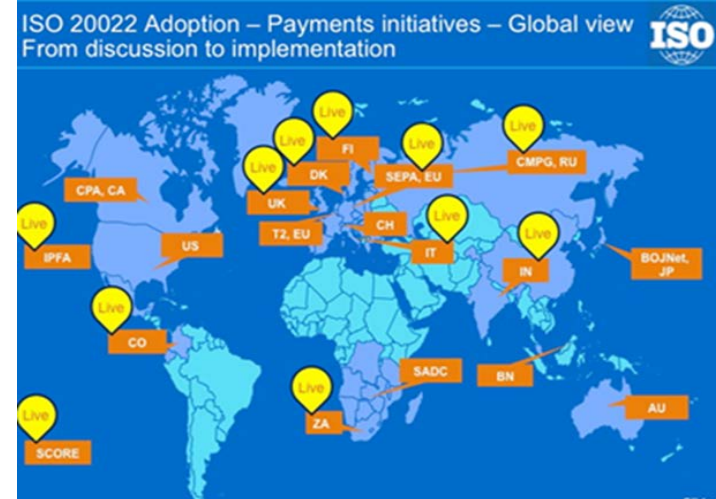 ISO 20022 Adoption – Payments initiatives – Global view
From discussion to implementation
ISO
Live
Live
Live
Live
Live
FI
CMPG, RU
DK
SEPA, EU
CPA, CA
UK
Live
Live
Live
T2, EU
CH
US
IT
IPFA
IN
BOJNet,
JP
Live
CO
SADC
BN
Live
ZA
AU
Live
SCORE